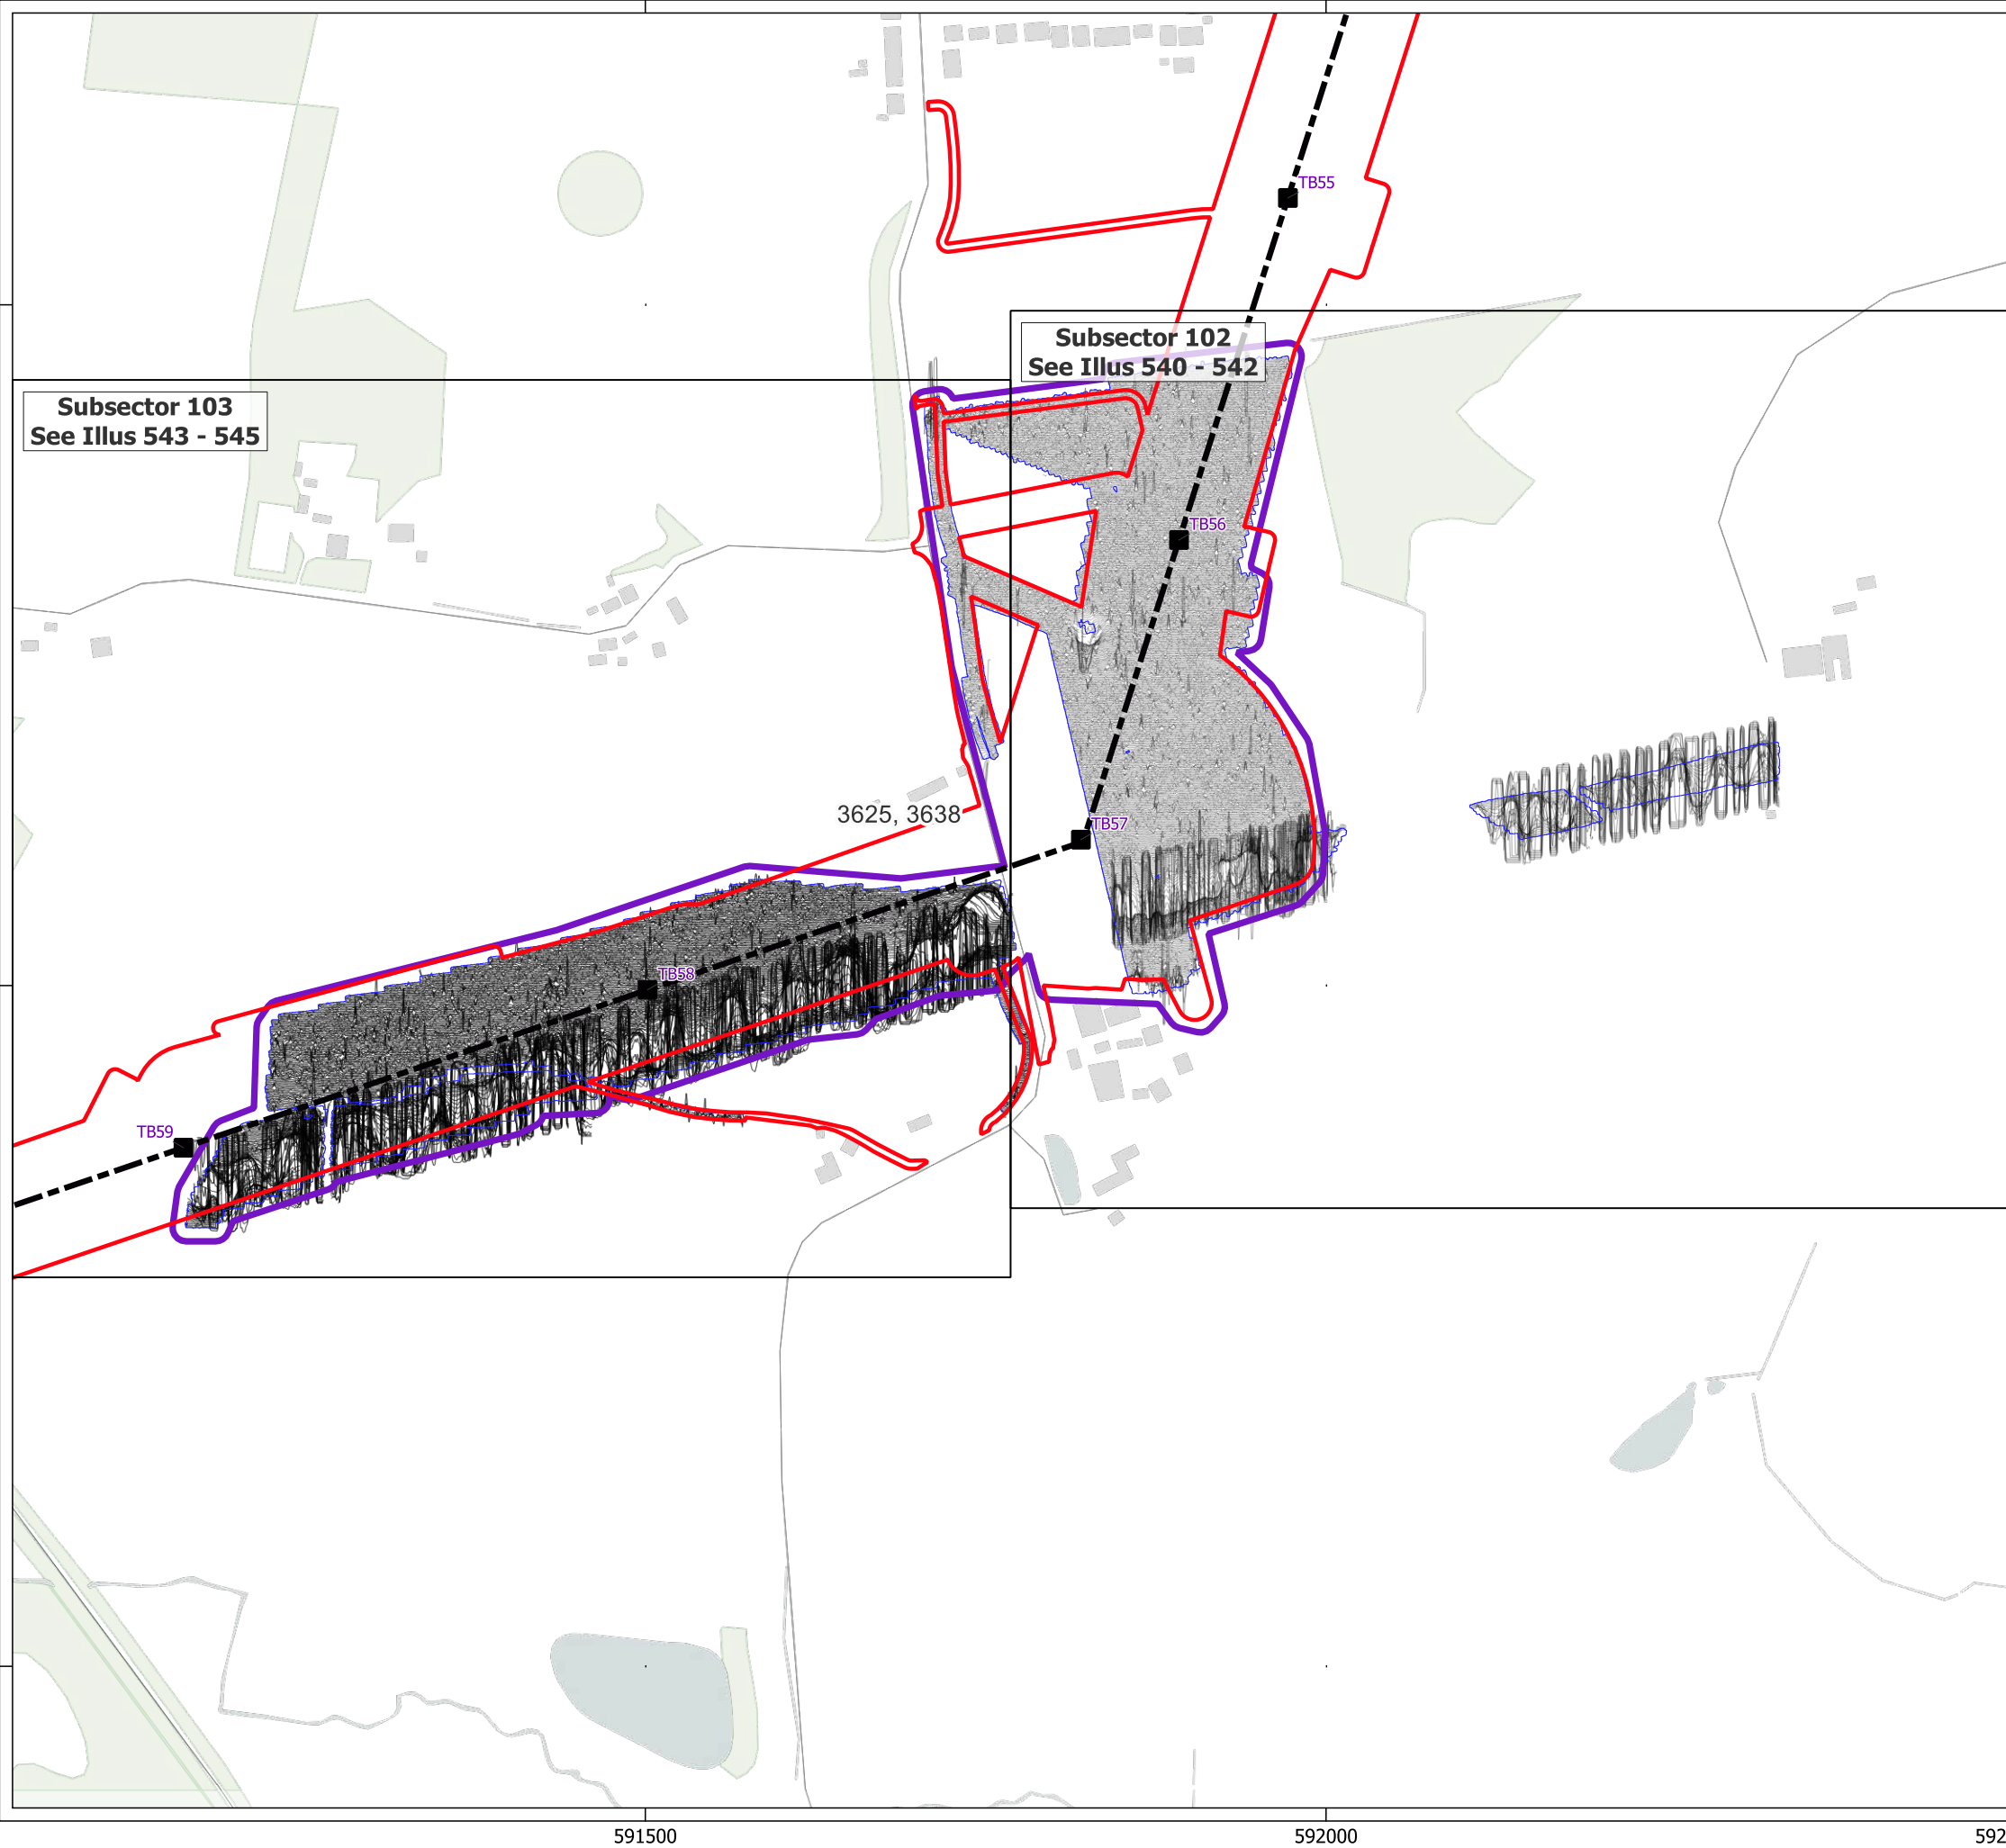 TB55
Subsector 102
See Illus 540 - 542
Subsector 103
See Illus 543 - 545
TB56
3625, 3638
TB57
TB58
TB59
591500
592000
592